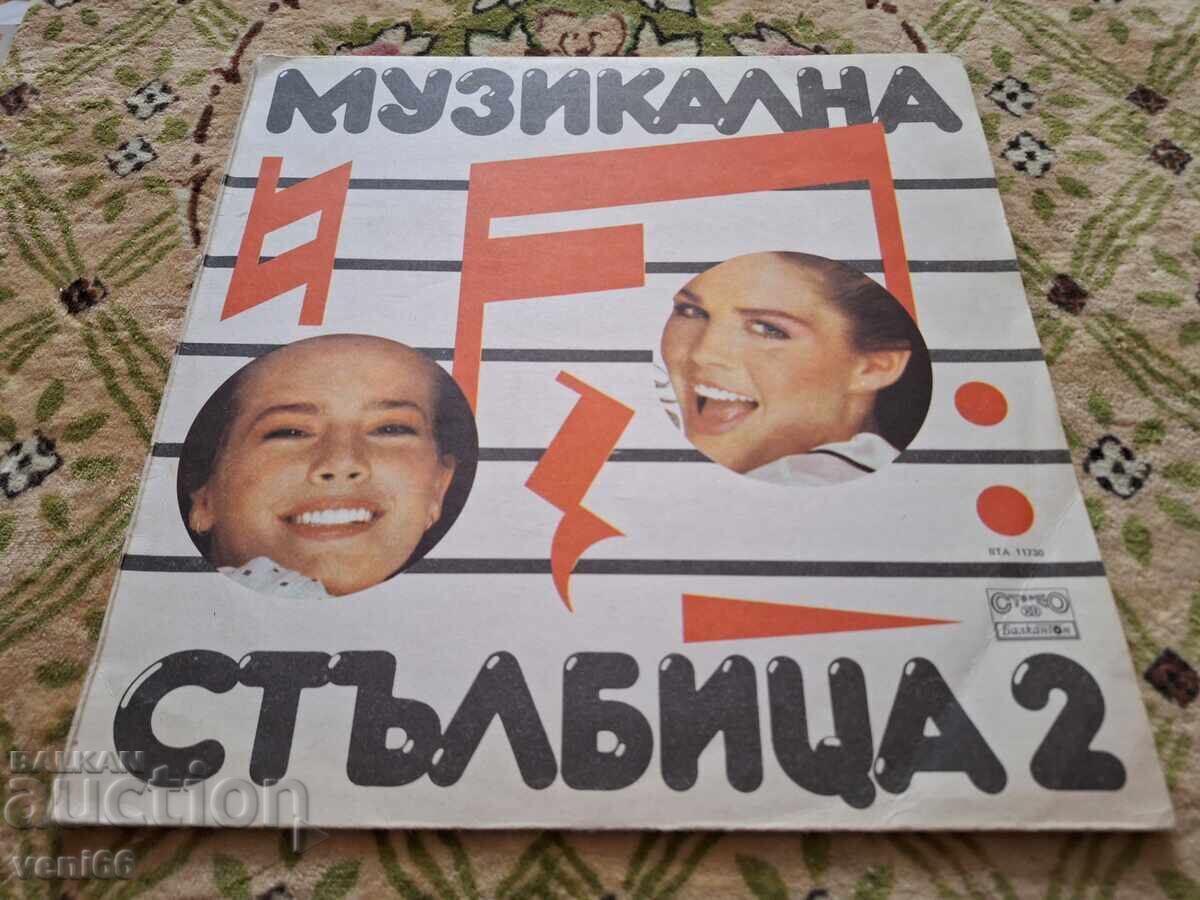 МУЗИКАЛНА
ВТА 11730
СТЕРЕО
Балкантон
СТЪЛБИЦА 2
BALKAN
auction
veni66